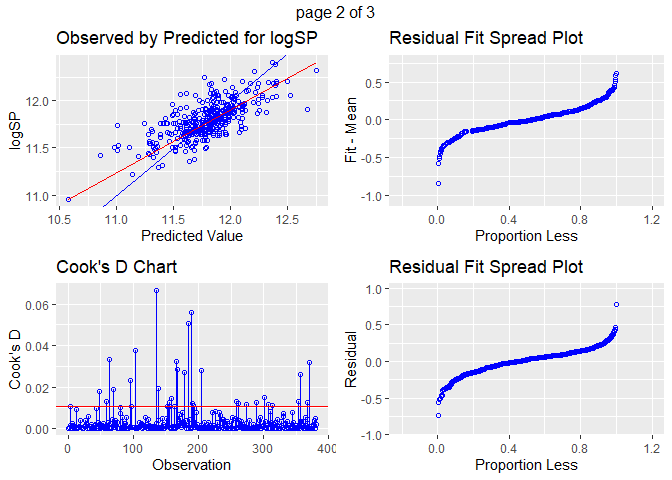 page 2 of 3
Observed by Predicted for logSP
logSP
12.0
11.5
11.0
10.5 11.0 11.5 12.0 12.5
Predicted Value
Residual Fit Spread Plot
Fit - Mean
0.5
0.0
-0.5
-1.0
0.0 0.4 0.8 1.2
Proportion Less
Cook's D Chart
Cook's D
0.06
0.04
0.02
0.00
0 100 200 300 400
Observation
Residual Fit Spread Plot
Residual
1.0
0.5
0.0
-0.5
-1.0
0.0 0.4 0.8 1.2
Proportion Less